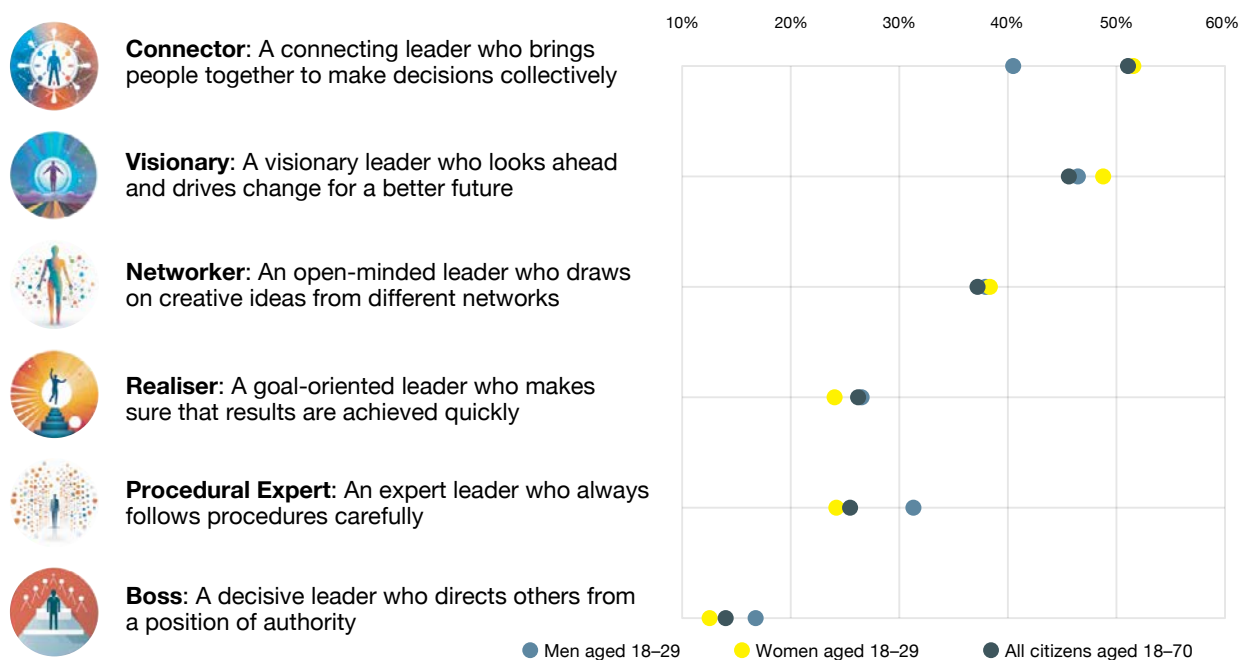 10% 20% 30% 40% 50% 60%
Connector: A connecting leader who brings
people together to make decisions collectively
Visionary: A visionary leader who looks ahead
and drives change for a better future
Networker: An open-minded leader who draws
on creative ideas from different networks
Realiser: A goal-oriented leader who makes
sure that results are achieved quickly
Procedural Expert: An expert leader who always
follows procedures carefully
Boss: A decisive leader who directs others from
a position of authority
Men aged 18–29 Women aged 18–29 All citizens aged 18–70